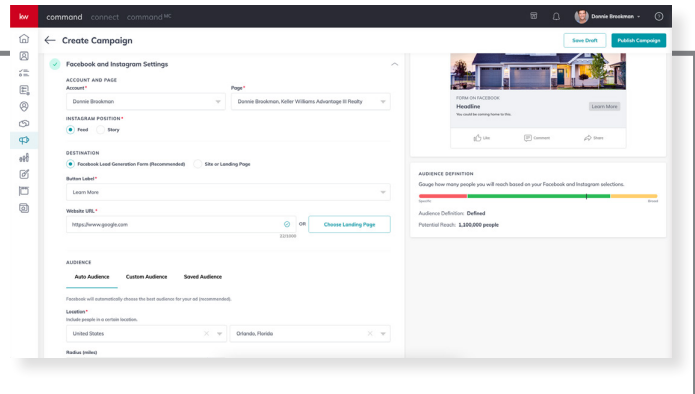 kw command connect command MC Donnie Brookman
Create Campaign Save Draft Publish Campaign
Facebook and Instagram Settings
ACCOUNT AND PAGE
Account* Page*
Donnie Brookman Donnie Brookman, Keller Williams Advantage III Realty
INSTAGRAM POSITION*
Feed Story
DESTINATION
Facebook Lead Generation Form (Recommended) Site or Landing Page
Button Label*
Learn More
Website URL*
https://www.google.com OR Choose Landing Page
22/1600
AUDIENCE
Auto Audience Custom Audience Saved Audience
Facebook will automatically choose the best audience for your ad (recommended).
Location*
Include people in a certain location.
United States Orlando, Florida
Radius (miles)
FORM ON FACEBOOK
Headline Learn More
You could be coming home to this.
Like Comment Share
AUDIENCE DEFINITION
Gauge how many people you will reach based on your Facebook and Instagram selections.
Specific Broad
Audience Definition: Defined
Potential Reach: 1,100,000 people